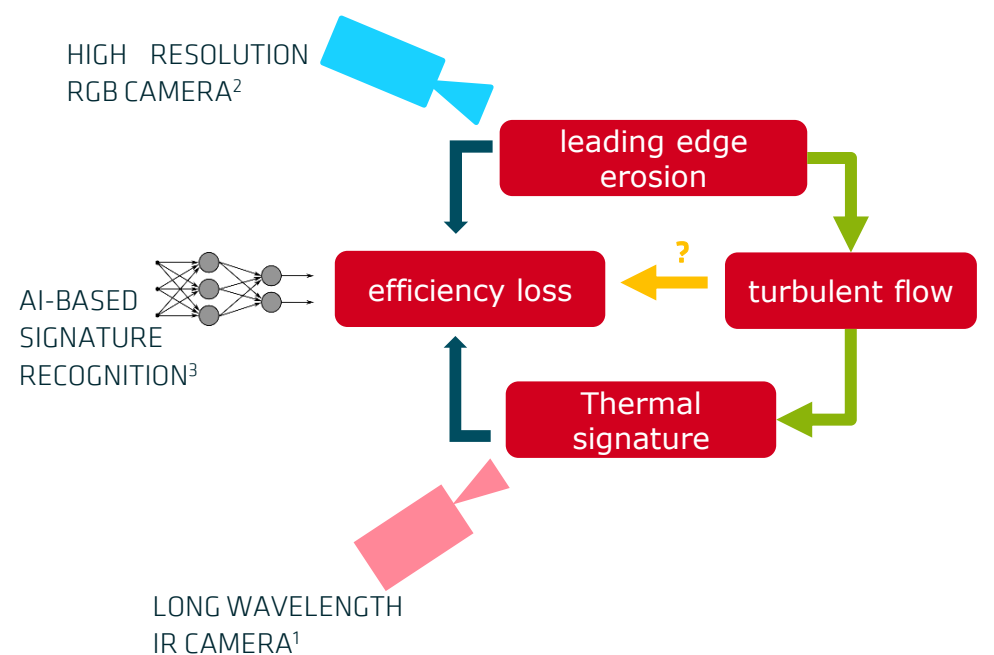 HIGH RESOLUTION
RGB CAMERA²
leading edge
erosion
?
efficiency loss
turbulent flow
AI-BASED
SIGNATURE
RECOGNITION³
Thermal
signature
LONG WAVELENGTH
IR CAMERA¹